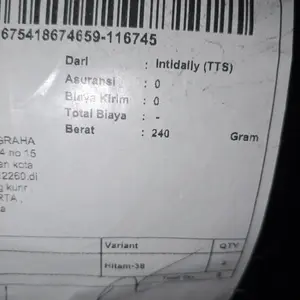 675418674659-116745
Dari : Intidally (TTS)
Asuransi : 0
Biaya Kirim : 0
Total Biaya : -
Berat : 240 Gram
GRAHA
4 no 15
an kota
2260.di
g kunr
RTA ,
a
Variant QTY
Hitam-38